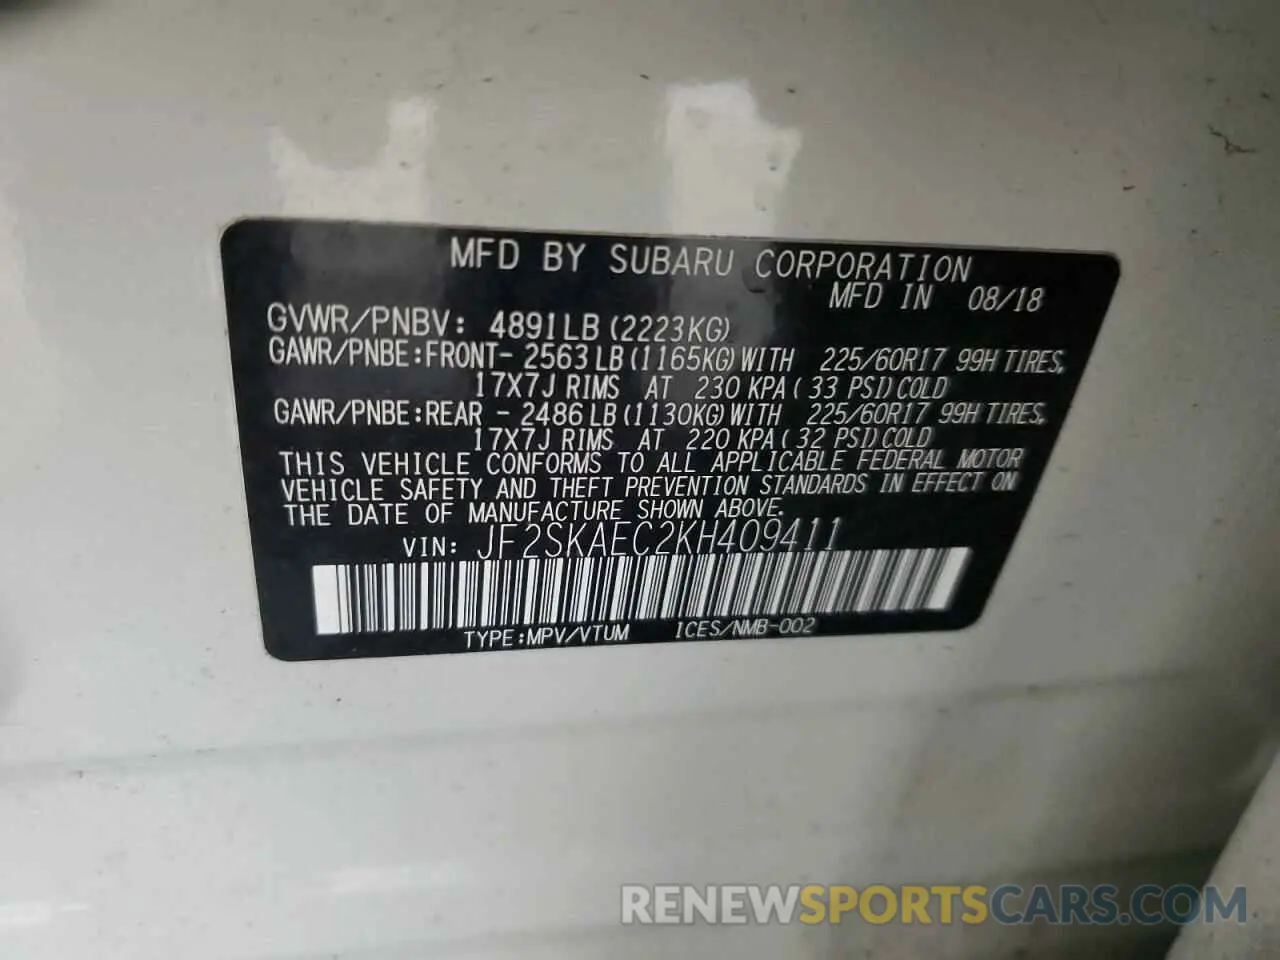 MFD BY SUBARU CORPORATION
MFD IN 08/18
GVWR/PNBV: 4891LB (2223KG)
GAWR/PNBE:FRONT- 2563LB(1165KG)WITH 225/60R17 99H TIRES,
17X7J RIMS AT 230 KPA( 33 PSI)COLD
GAWR/PNBE:REAR - 2486LB(1130KG)WITH 225/60R17 99H TIRES,
17X7J RIMS AT 220 KPA( 32 PSI)COLD
THIS VEHICLE CONFORMS TO ALL APPLICABLE FEDERAL MOTOR
VEHICLE SAFETY AND THEFT PREVENTION STANDARDS IN EFFECT ON
THE DATE OF MANUFACTURE SHOWN ABOVE.
VIN: JF2SKAEC2KH409411
TYPE:MPV/VTUM ICES/NMB-002
RENEWSPORTSCARS.COM